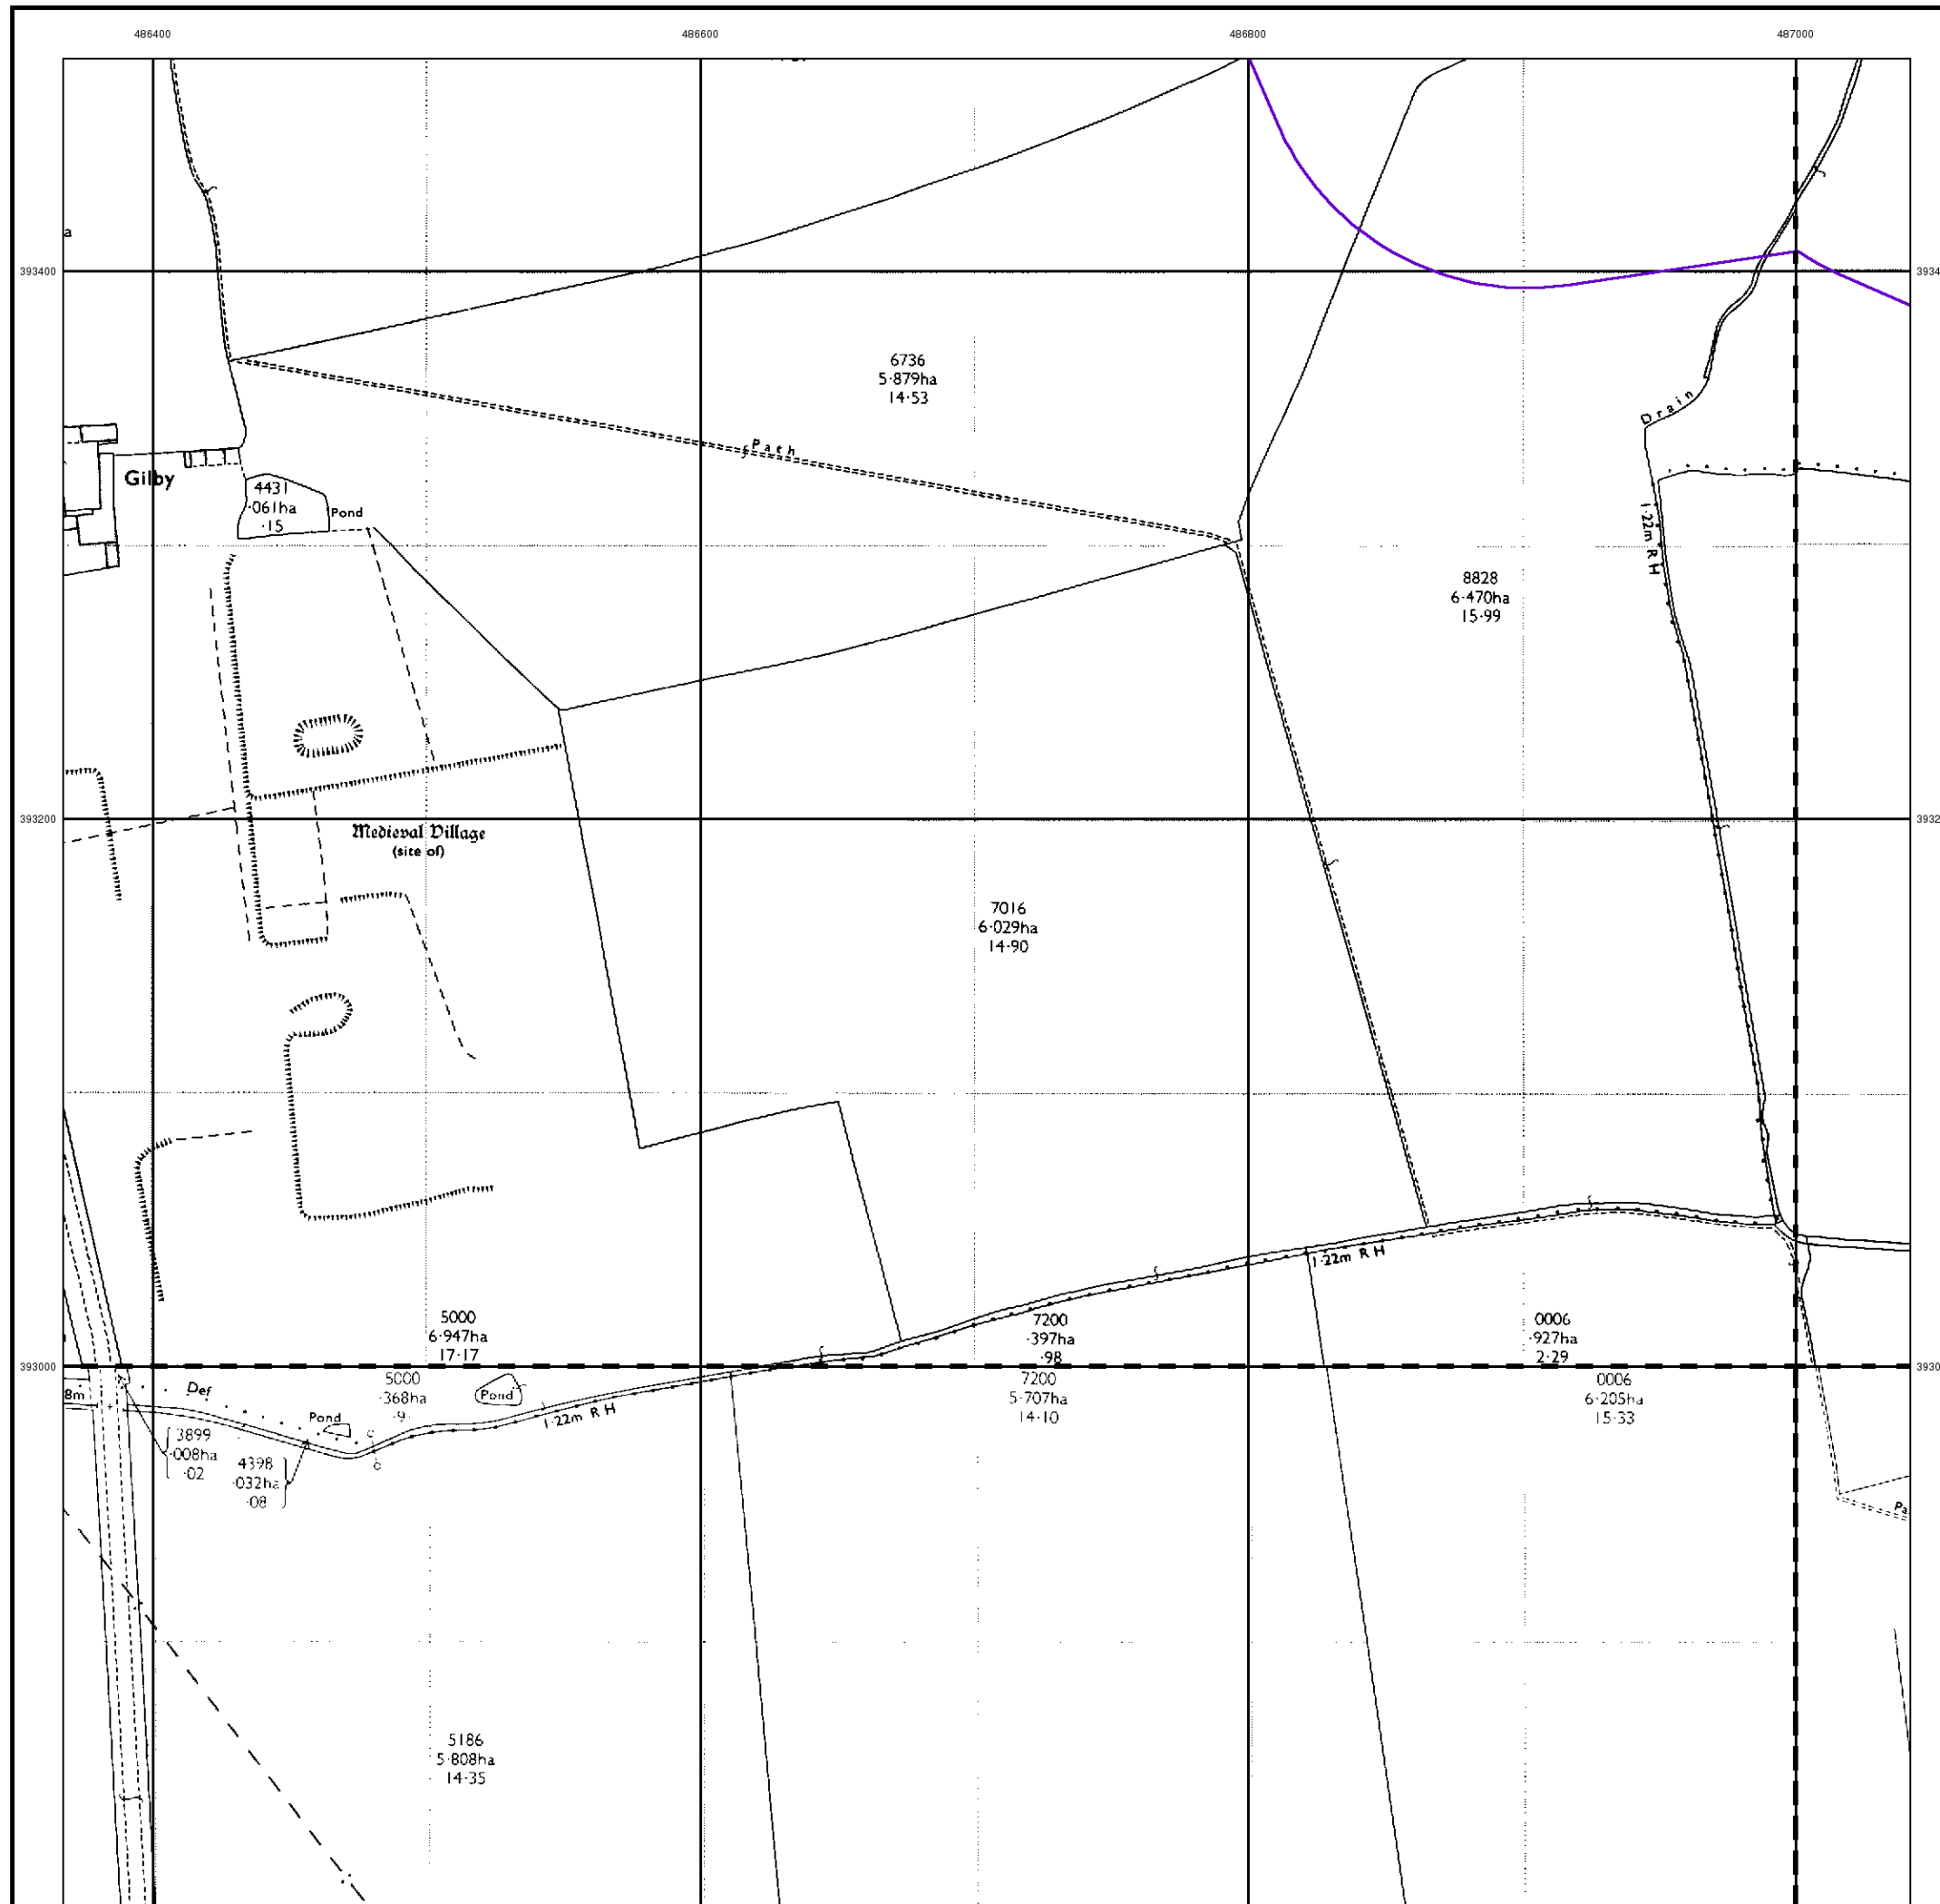 486400 486600 486800 487000
a
393400 3934
6736
5·879ha
14·53
Path
Drain
Gilby
4431
·061ha
·15
Pond
1·22m R H
8828
6·470ha
15·99
393200 3932
Medieval Village
(site of)
7016
6·029ha
14·90
1·22m R H
5000
6·947ha
17·17
7200
·397ha
·98
0006
·927ha
2·29
393000 3930
8m
Def
5000
·368ha
·9·
Pond
Pond
1·22m R H
7200
5·707ha
14·10
0006
6·205ha
15·33
3899
·008ha
·02
4398
·032ha
·08
Pa
5186
5·808ha
14·35